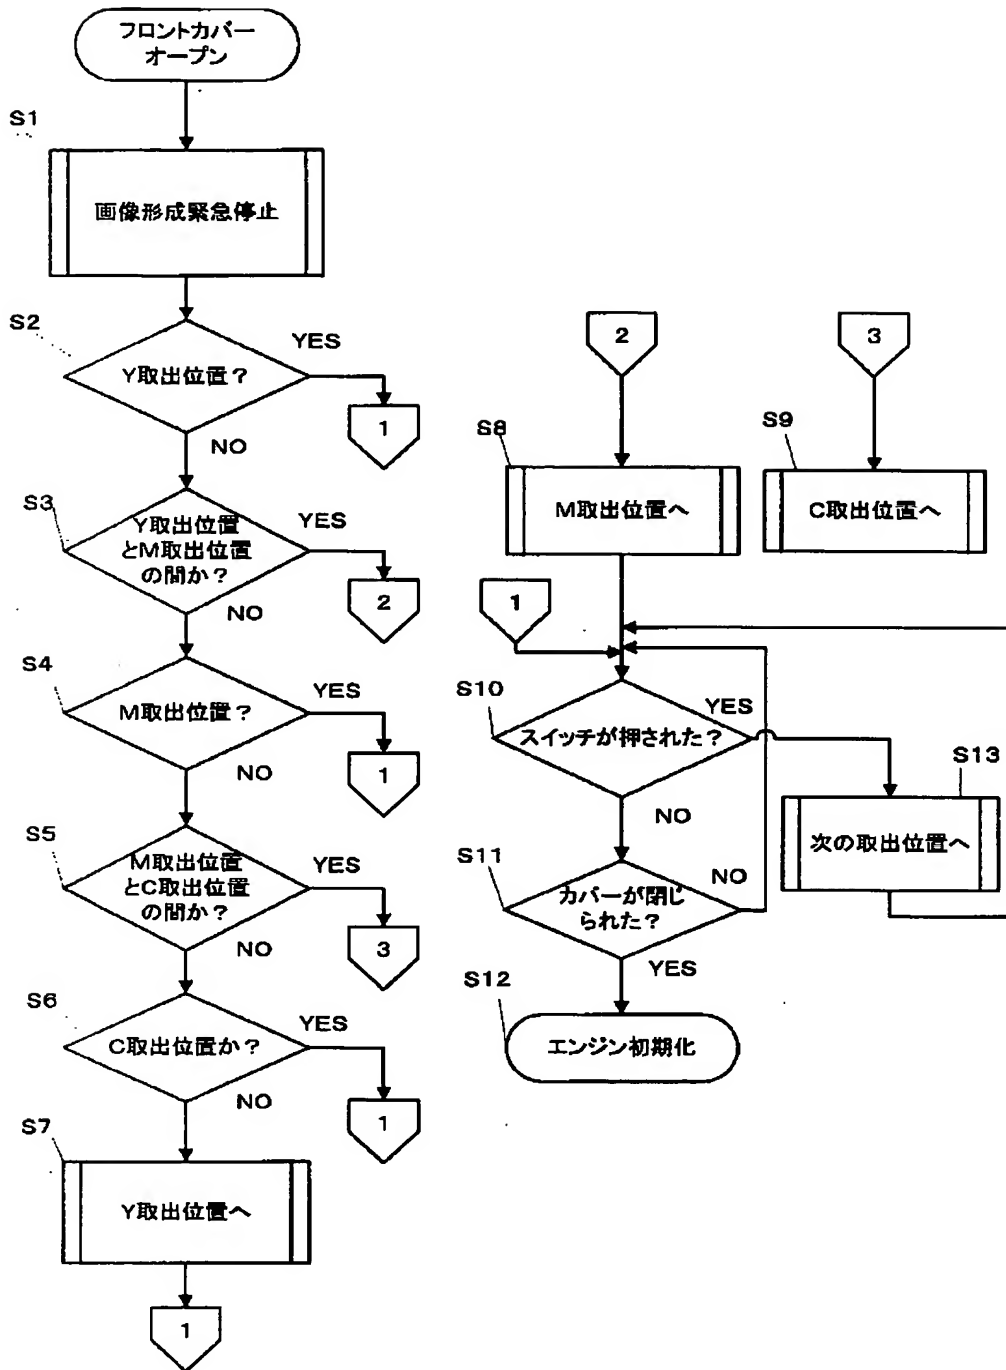 フロントカバー
オープン
S1
画像形成緊急停止
S2
YES
Y取出位置?
1
NO
S3
YES
Y取出位置
とM取出位置
の間か?
2
NO
S4
YES
M取出位置?
1
NO
S5
YES
M取出位置
とC取出位置
の間か?
3
NO
S6
YES
C取出位置か?
1
NO
S7
Y取出位置へ
1
2
3
S8
M取出位置へ
S9
C取出位置へ
1
S10
YES
スイッチが押された?
NO
S13
次の取出位置へ
S11
NO
カバーが閉じ
られた?
YES
S12
エンジン初期化